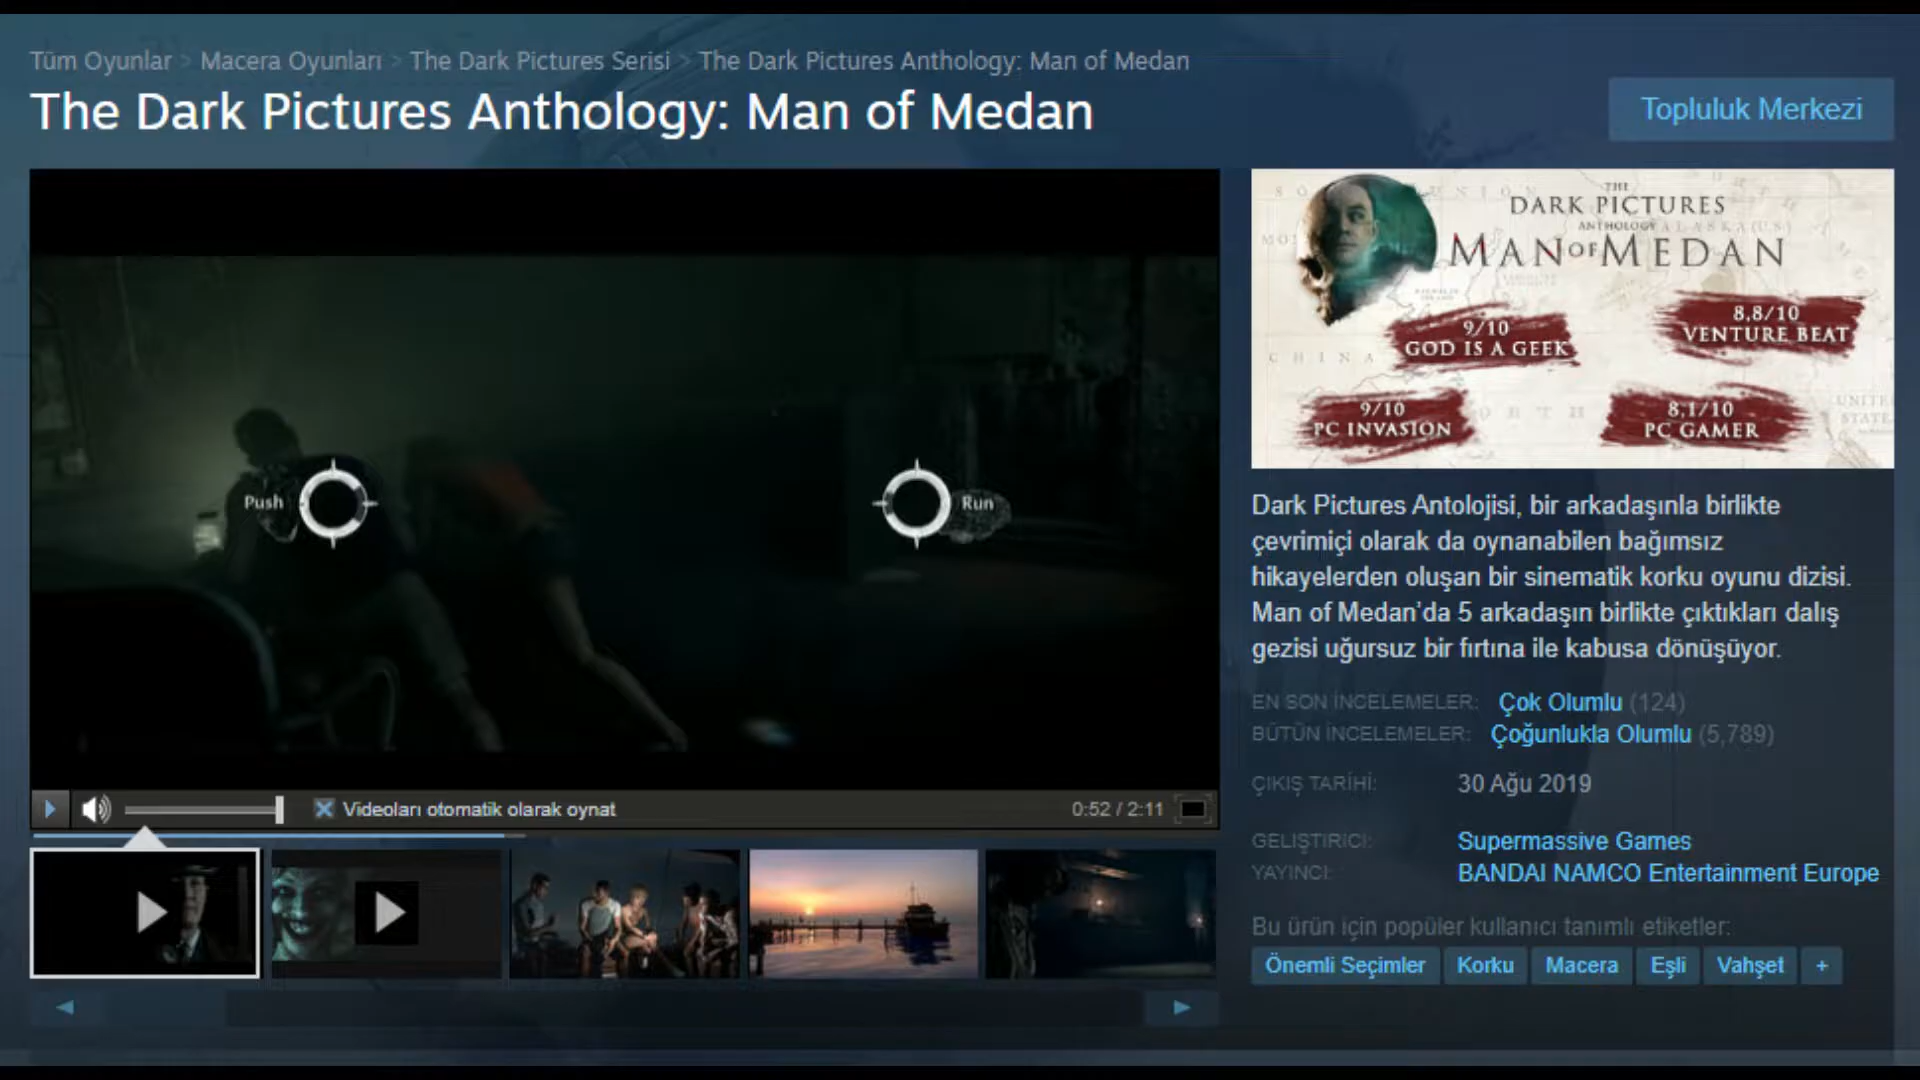 Tüm Oyunlar > Macera Oyunları > The Dark Pictures Serisi > The Dark Pictures Anthology: Man of Medan
The Dark Pictures Anthology: Man of Medan
Topluluk Merkezi
Push
Run
Videoları otomatik olarak oynat
0:52 / 2:11
THE
DARK PICTURES
ANTHOLOGY
MAN OF MEDAN
9/10
GOD IS A GEEK
8,8/10
VENTURE BEAT
9/10
PC INVASION
8,1/10
PC GAMER
CHINA
UNITE
STATE
Dark Pictures Antolojisi, bir arkadaşınla birlikte
çevrimiçi olarak da oynanabilen bağımsız
hikayelerden oluşan bir sinematik korku oyunu dizisi.
Man of Medan'da 5 arkadaşın birlikte çıktıkları dalış
gezisi uğursuz bir fırtına ile kabusa dönüşüyor.
EN SON İNCELEMELER: Çok Olumlu (124)
BÜTÜN İNCELEMELER: Çoğunlukla Olumlu (5,789)
ÇIKIŞ TARİHİ: 30 Ağu 2019
GELİŞTİRİCİ: Supermassive Games
YAYINCI: BANDAI NAMCO Entertainment Europe
Bu ürün için popüler kullanıcı tanımlı etiketler:
Önemli Seçimler Korku Macera Eşli Vahşet +